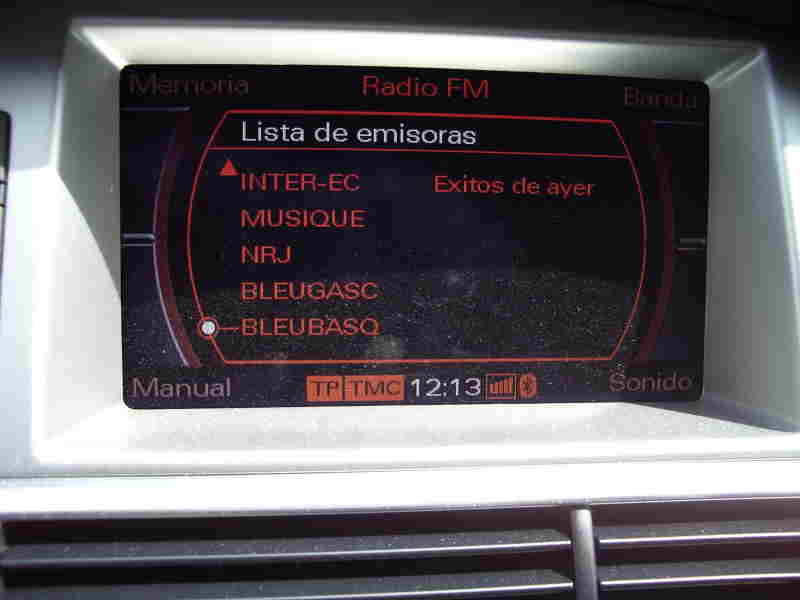 Memoria Radio FM Banda
Lista de emisoras
INTER-EC Exitos de ayer
MUSIQUE
NRJ
BLEUGASC
BLEUBASQ
Manual TP TMC 12:13 Sonido